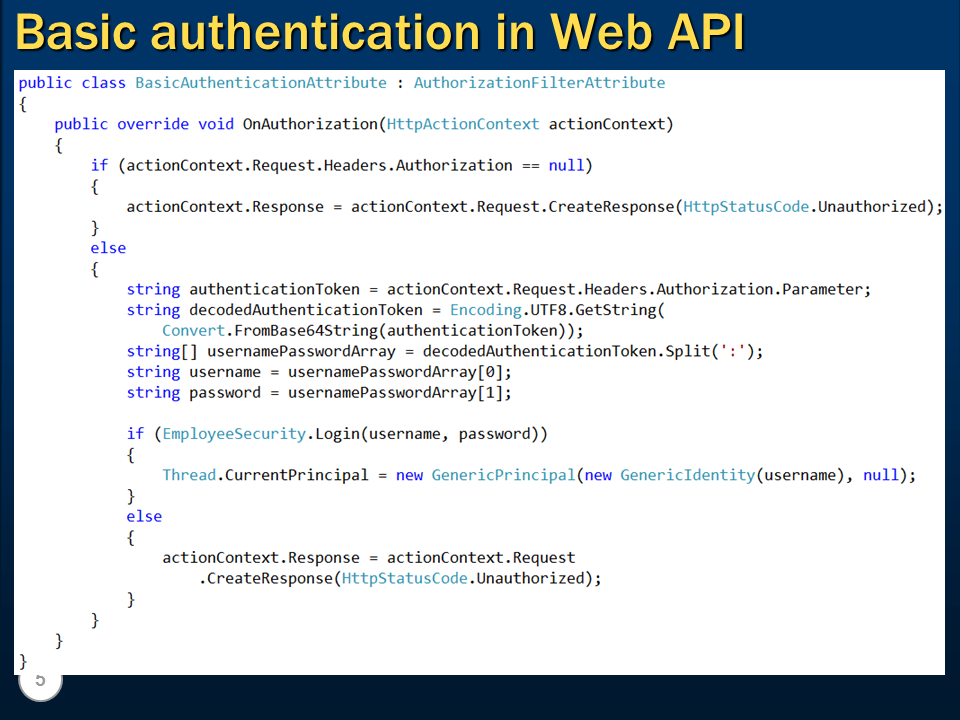 Basic authentication in Web API
public class BasicAuthenticationAttribute : AuthorizationFilterAttribute
{
    public override void OnAuthorization(HttpActionContext actionContext)
    {
        if (actionContext.Request.Headers.Authorization == null)
        {
            actionContext.Response = actionContext.Request.CreateResponse(HttpStatusCode.Unauthorized);
        }
        else
        {
            string authenticationToken = actionContext.Request.Headers.Authorization.Parameter;
            string decodedAuthenticationToken = Encoding.UTF8.GetString(
                Convert.FromBase64String(authenticationToken));
            string[] usernamePasswordArray = decodedAuthenticationToken.Split(':');
            string username = usernamePasswordArray[0];
            string password = usernamePasswordArray[1];

            if (EmployeeSecurity.Login(username, password))
            {
                Thread.CurrentPrincipal = new GenericPrincipal(new GenericIdentity(username), null);
            }
            else
            {
                actionContext.Response = actionContext.Request
                    .CreateResponse(HttpStatusCode.Unauthorized);
            }
        }
    }
}
5